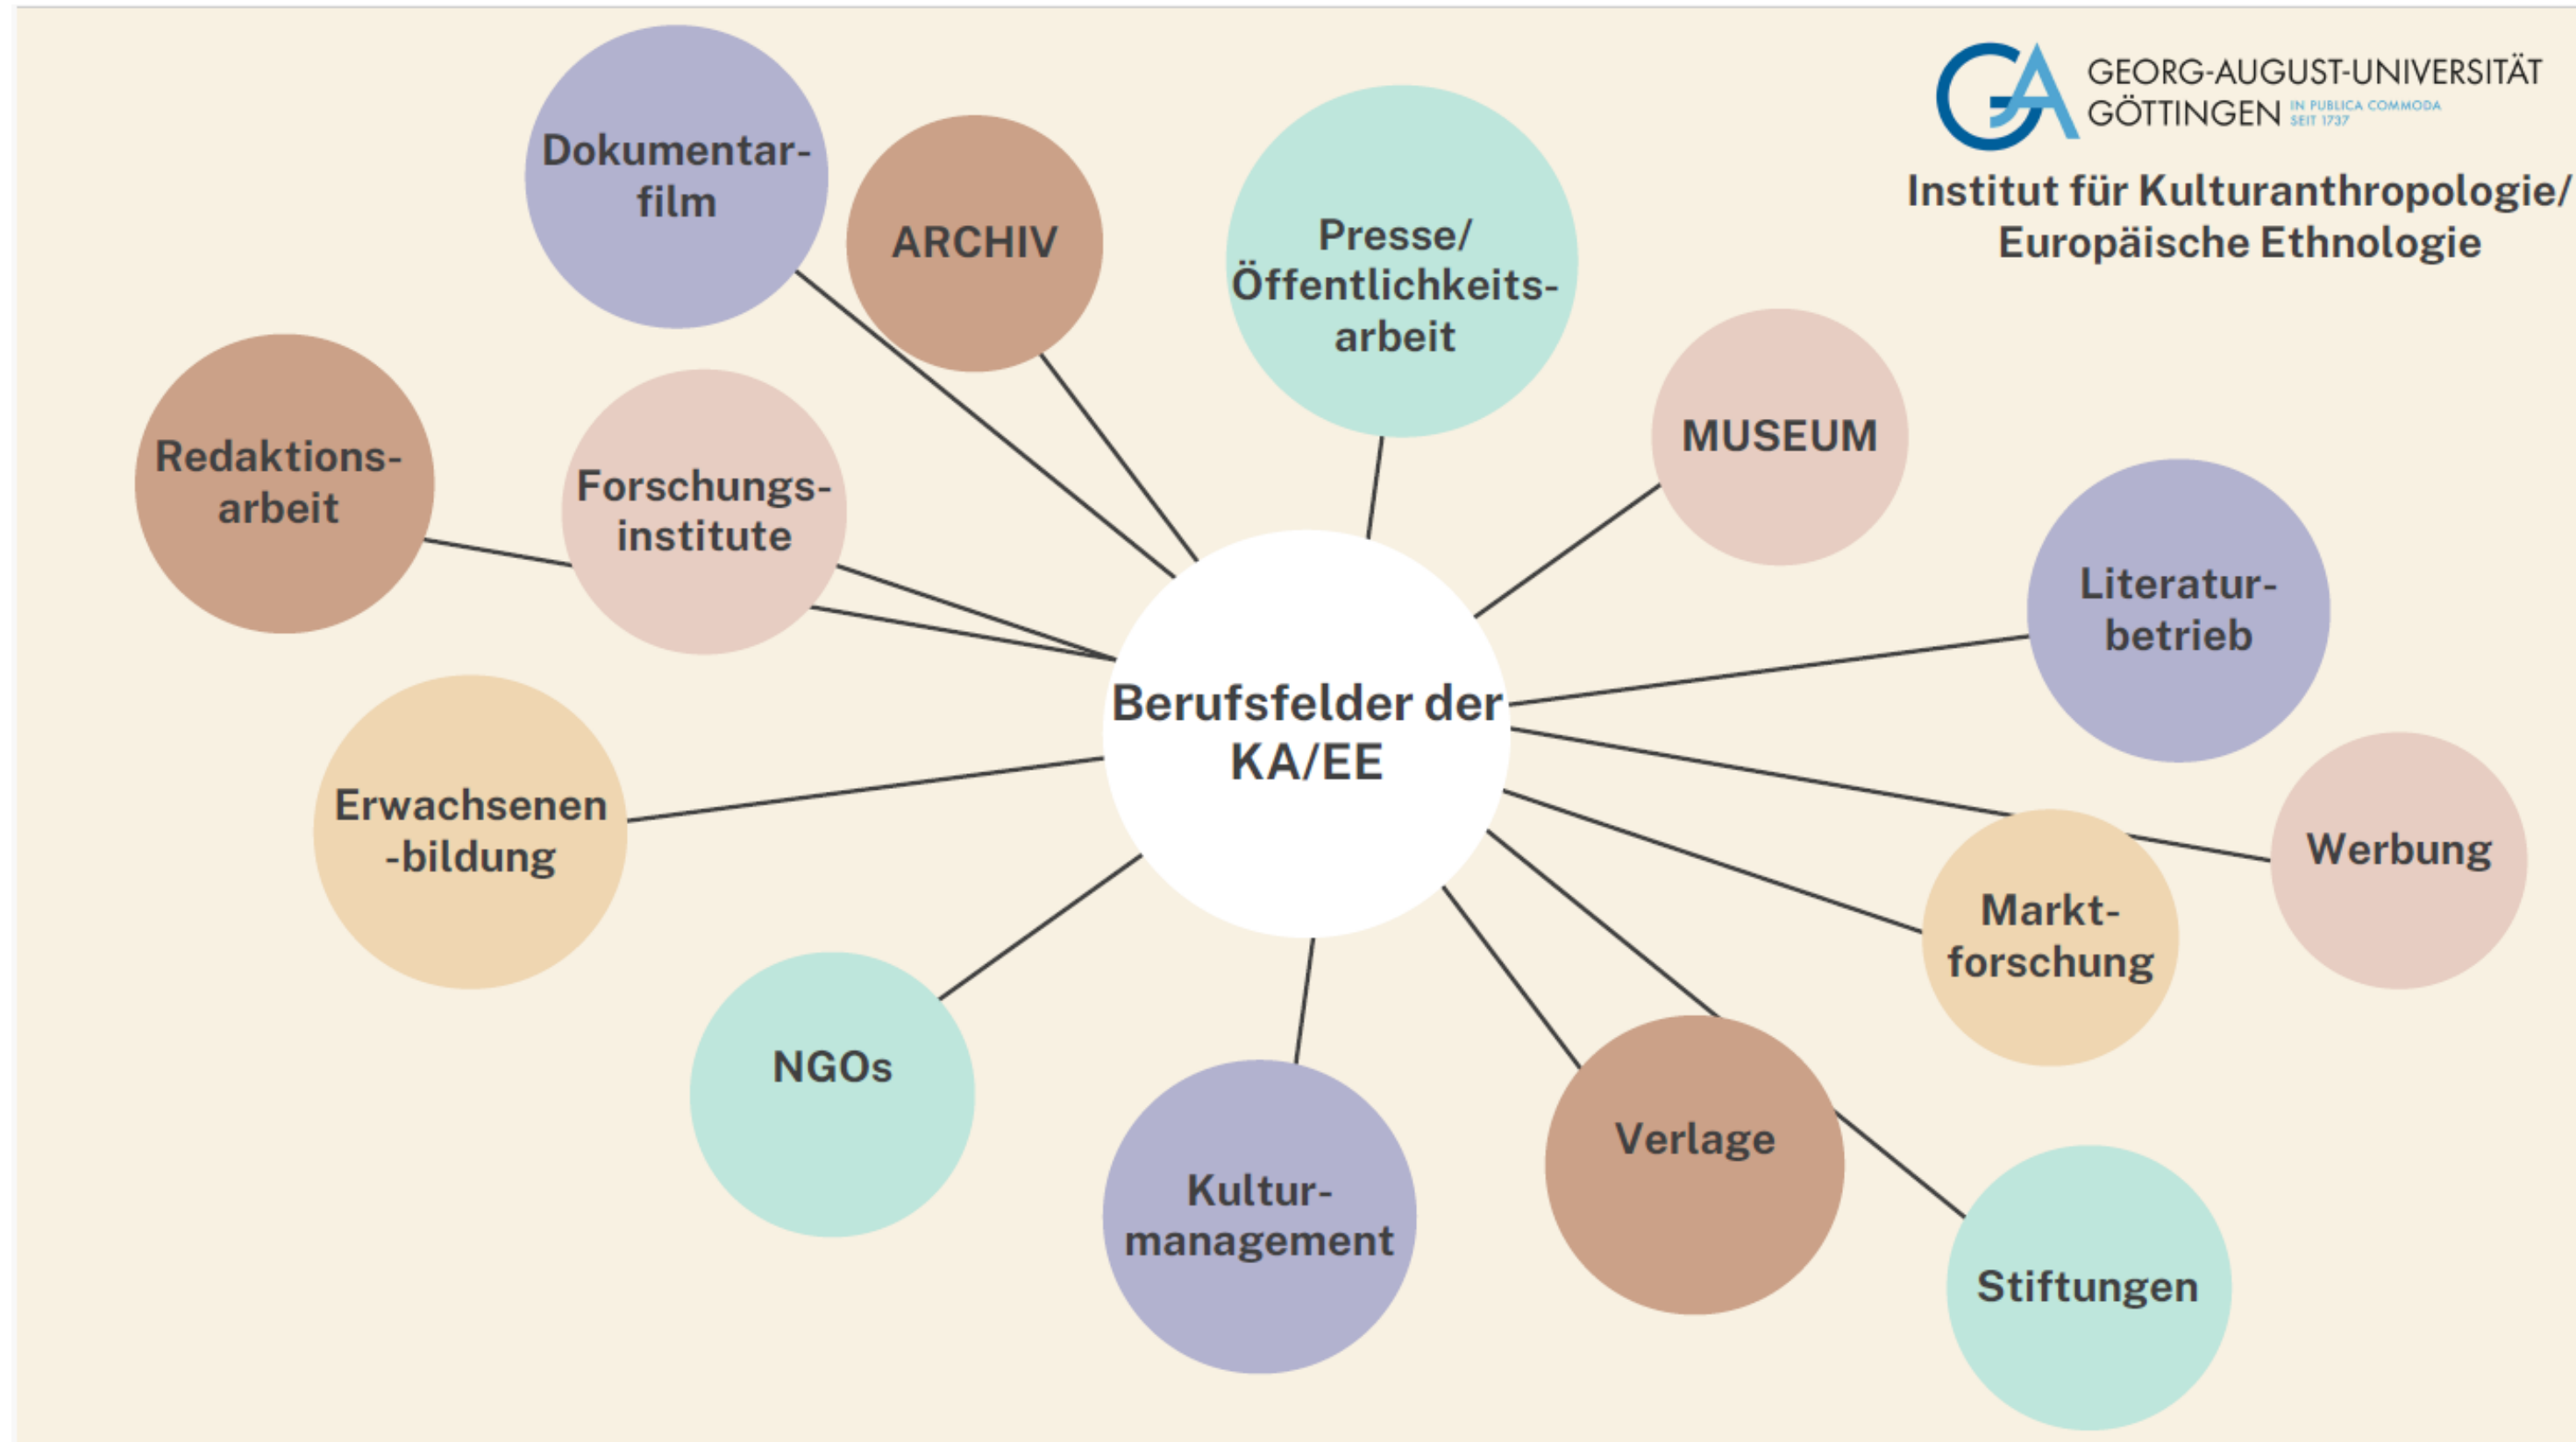 GEORG-AUGUST-UNIVERSITÄT
GÖTTINGEN IN PUBLICA COMMODA
SEIT 1737
Institut für Kulturanthropologie/
Europäische Ethnologie
Dokumentar-
film
ARCHIV
Presse/
Öffentlichkeits-
arbeit
MUSEUM
Redaktions-
arbeit
Forschungs-
institute
Literatur-
betrieb
Berufsfelder der
KA/EE
Erwachsenen
-bildung
Werbung
Markt-
forschung
NGOs
Kultur-
management
Verlage
Stiftungen